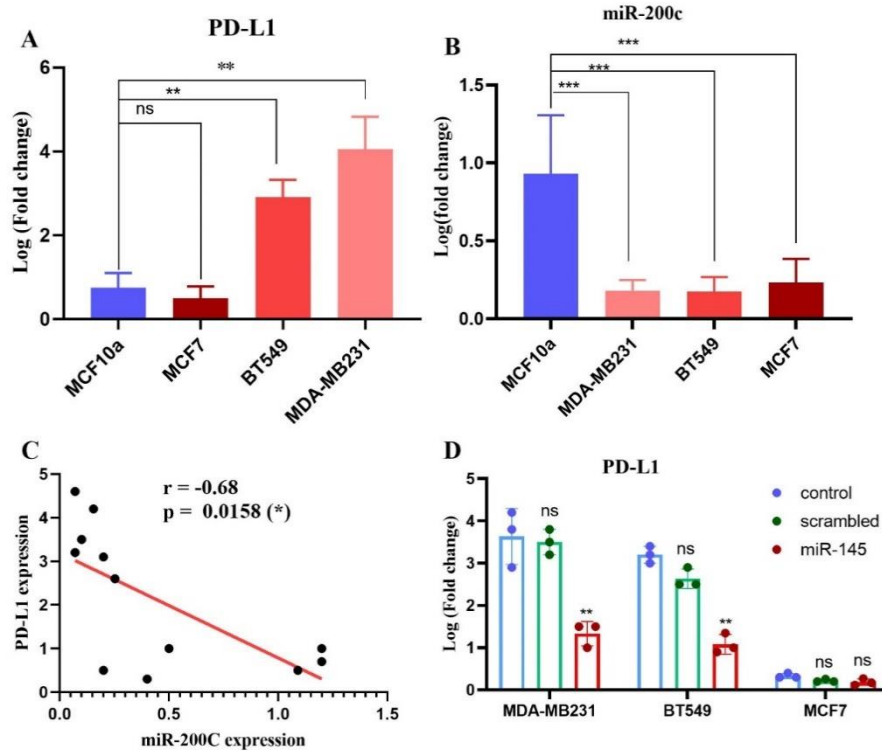 A
PD-L1
Log (Fold change)
6
4
2
0
**
**
ns
MCF10a
MCF7
BT549
MDA-MB231
B
miR-200c
Log(fold change)
1.5
1.0
0.5
0.0
***
***
***
MCF10a
MDA-MB231
BT549
MCF7
C
r = -0.68
p = 0.0158 (*)
PD-L1 expression
5
4
3
2
1
0
0.0
0.5
1.0
1.5
miR-200C expression
D
PD-L1
Log (Fold change)
5
4
3
2
1
0
ns
**
ns
**
ns
ns
control
scrambled
miR-145
MDA-MB231
BT549
MCF7